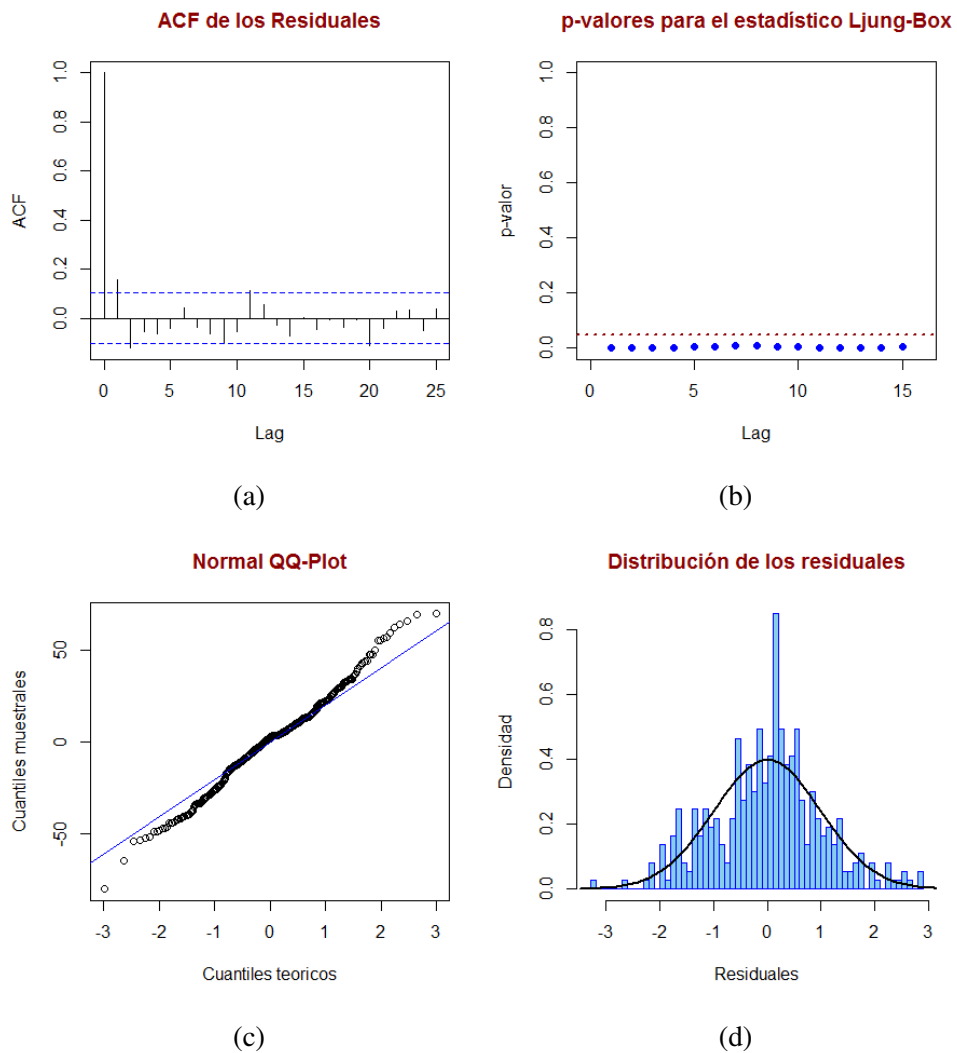 ACF de los Residuales
p-valores para el estadístico Ljung-Box
ACF
0.0 0.2 0.4 0.6 0.8 1.0
0 5 10 15 20 25
Lag
p-valor
0.0 0.2 0.4 0.6 0.8 1.0
0 5 10 15
Lag
(a)
(b)
Normal QQ-Plot
Distribución de los residuales
Cuantiles muestrales
-50 0 50
-3 -2 -1 0 1 2 3
Cuantiles teoricos
Densidad
0.0 0.2 0.4 0.6 0.8
-3 -2 -1 0 1 2 3
Residuales
(c)
(d)